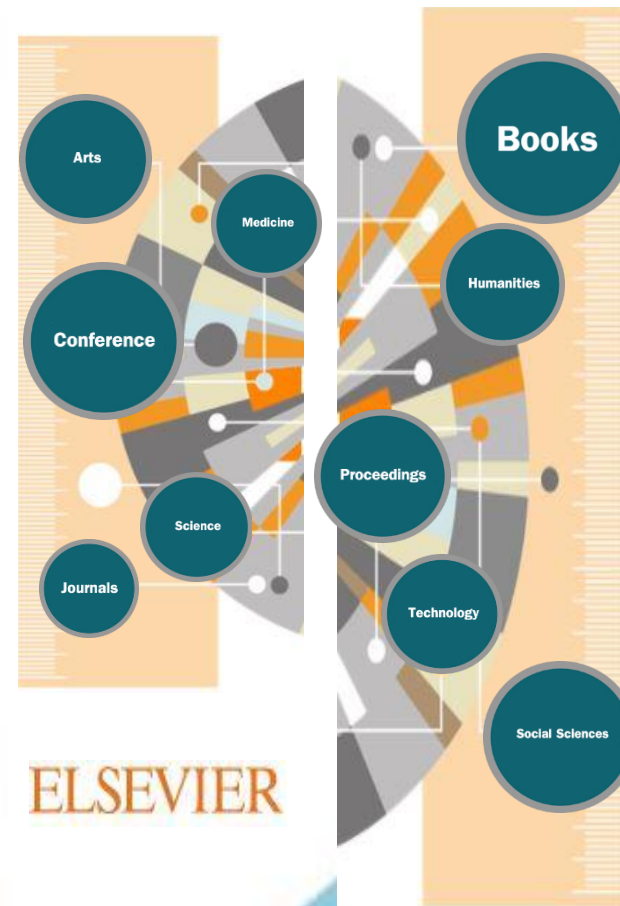 Arts
Books
Medicine
Humanities
Conference
Proceedings
Science
Journals
Technology
Social Sciences
ELSEVIER